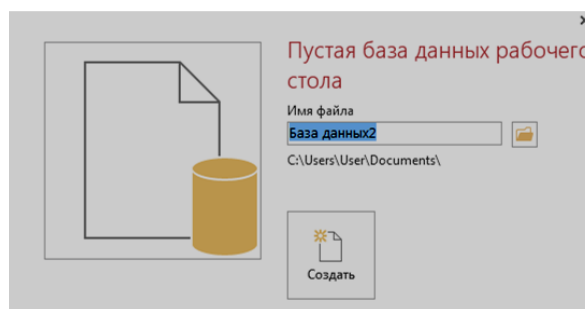 Пустая база данных рабочего
стола
Имя файла
База данных2
C:\Users\User\Documents\
Создать